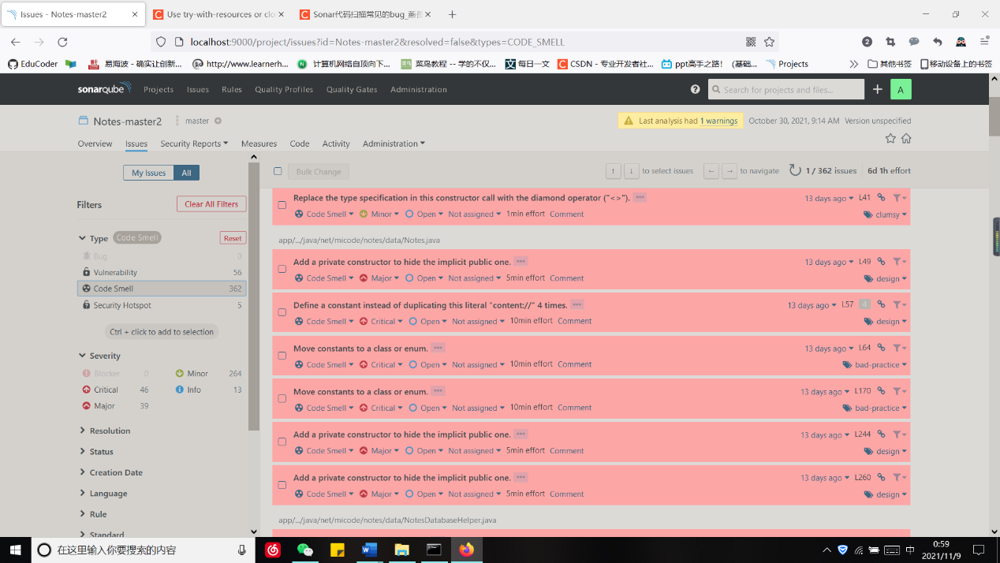 Issues - Notes-master2
Use try-with-resources or clo
Sonar代码扫描常见的bug_燕
localhost:9000/project/issues?id=Notes-master2&resolved=false&types=CODE_SMELL
2
EduCoder
易海波 - 确实让创新...
http://www.learnerh...
计算机网络自顶向下...
菜鸟教程 -- 学的不仅...
每日一文
CSDN - 专业开发者社...
ppt高手之路! (基础...
Projects
其他书签
移动设备上的书签
sonarqube
Projects Issues Rules Quality Profiles Quality Gates Administration
Search for projects and files...
A
Notes-master2 master
Last analysis had 1 warnings October 30, 2021, 9:14 AM Version unspecified
Overview Issues Security Reports Measures Code Activity Administration
My Issues All
Bulk Change
↑ ↓ to select issues ← → to navigate 1 / 362 issues 6d 1h effort
Filters Clear All Filters
Type Code Smell Reset
Bug 0
Vulnerability 56
Code Smell 362
Security Hotspot 5
Ctrl + click to add to selection
Severity
Blocker 0 Minor 264
Critical 46 Info 13
Major 39
Resolution
Status
Creation Date
Language
Rule
Standard
Replace the type specification in this constructor call with the diamond operator ("<>"). 13 days ago L41
Code Smell Minor Open Not assigned 1min effort Comment clumsy
app/.../java/net/micode/notes/data/Notes.java
Add a private constructor to hide the implicit public one. 13 days ago L49
Code Smell Major Open Not assigned 5min effort Comment design
Define a constant instead of duplicating this literal "content://" 4 times. 13 days ago L57 4
Code Smell Critical Open Not assigned 10min effort Comment design
Move constants to a class or enum. 13 days ago L64
Code Smell Critical Open Not assigned 10min effort Comment bad-practice
Move constants to a class or enum. 13 days ago L170
Code Smell Critical Open Not assigned 10min effort Comment bad-practice
Add a private constructor to hide the implicit public one. 13 days ago L244
Code Smell Major Open Not assigned 5min effort Comment design
Add a private constructor to hide the implicit public one. 13 days ago L260
Code Smell Major Open Not assigned 5min effort Comment design
app/.../java/net/micode/notes/data/NotesDatabaseHelper.java
在这里输入你要搜索的内容
中
0:59
2021/11/9